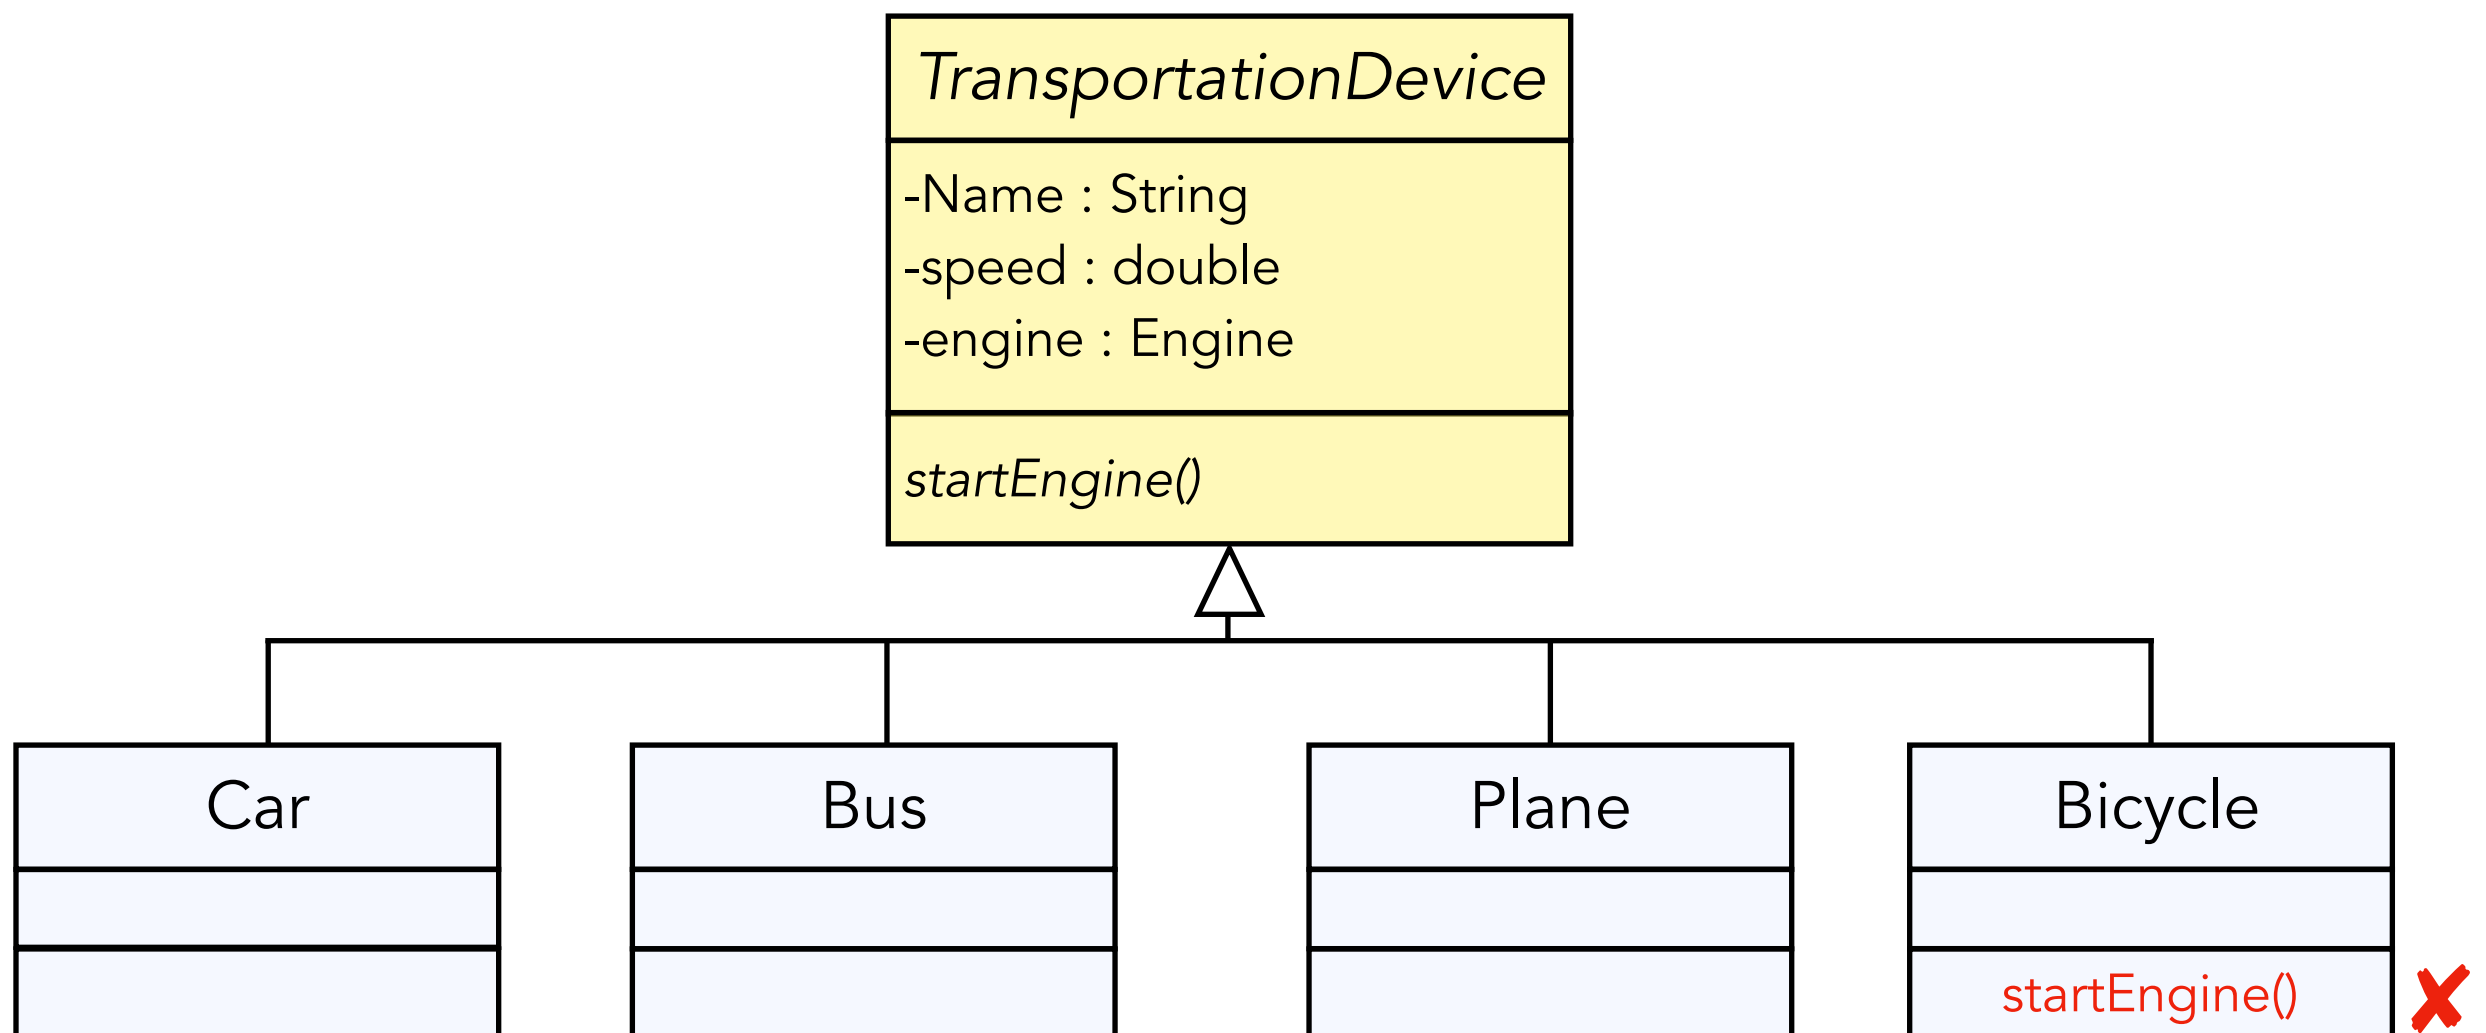 TransportationDevice
-Name : String
-speed : double
-engine : Engine
startEngine()
Car
Bus
Plane
Bicycle
startEngine()